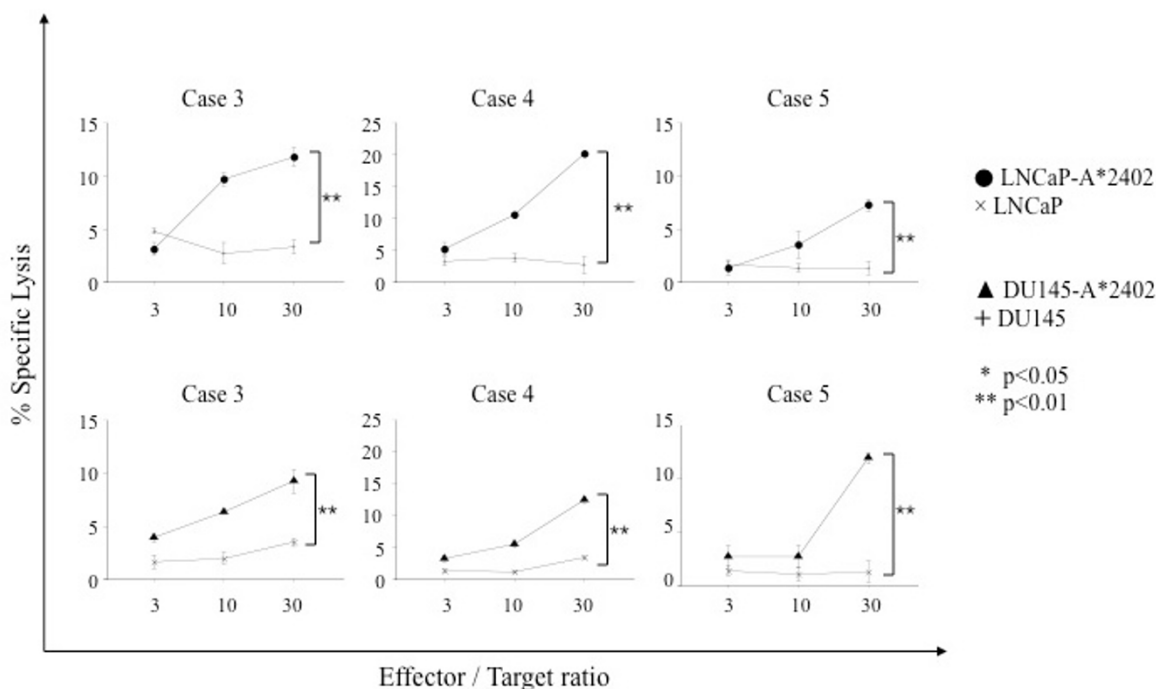 % Specific Lysis
Case 3
Case 4
Case 5
15
10
5
0
3 10 30
**
25
20
15
10
5
0
3 10 30
**
15
10
5
0
3 10 30
**
LNCaP-A*2402
LNCaP
DU145-A*2402
DU145
* p<0.05
** p<0.01
Case 3
Case 4
Case 5
15
10
5
0
3 10 30
**
25
20
15
10
5
0
3 10 30
**
15
10
5
0
3 10 30
**
Effector / Target ratio